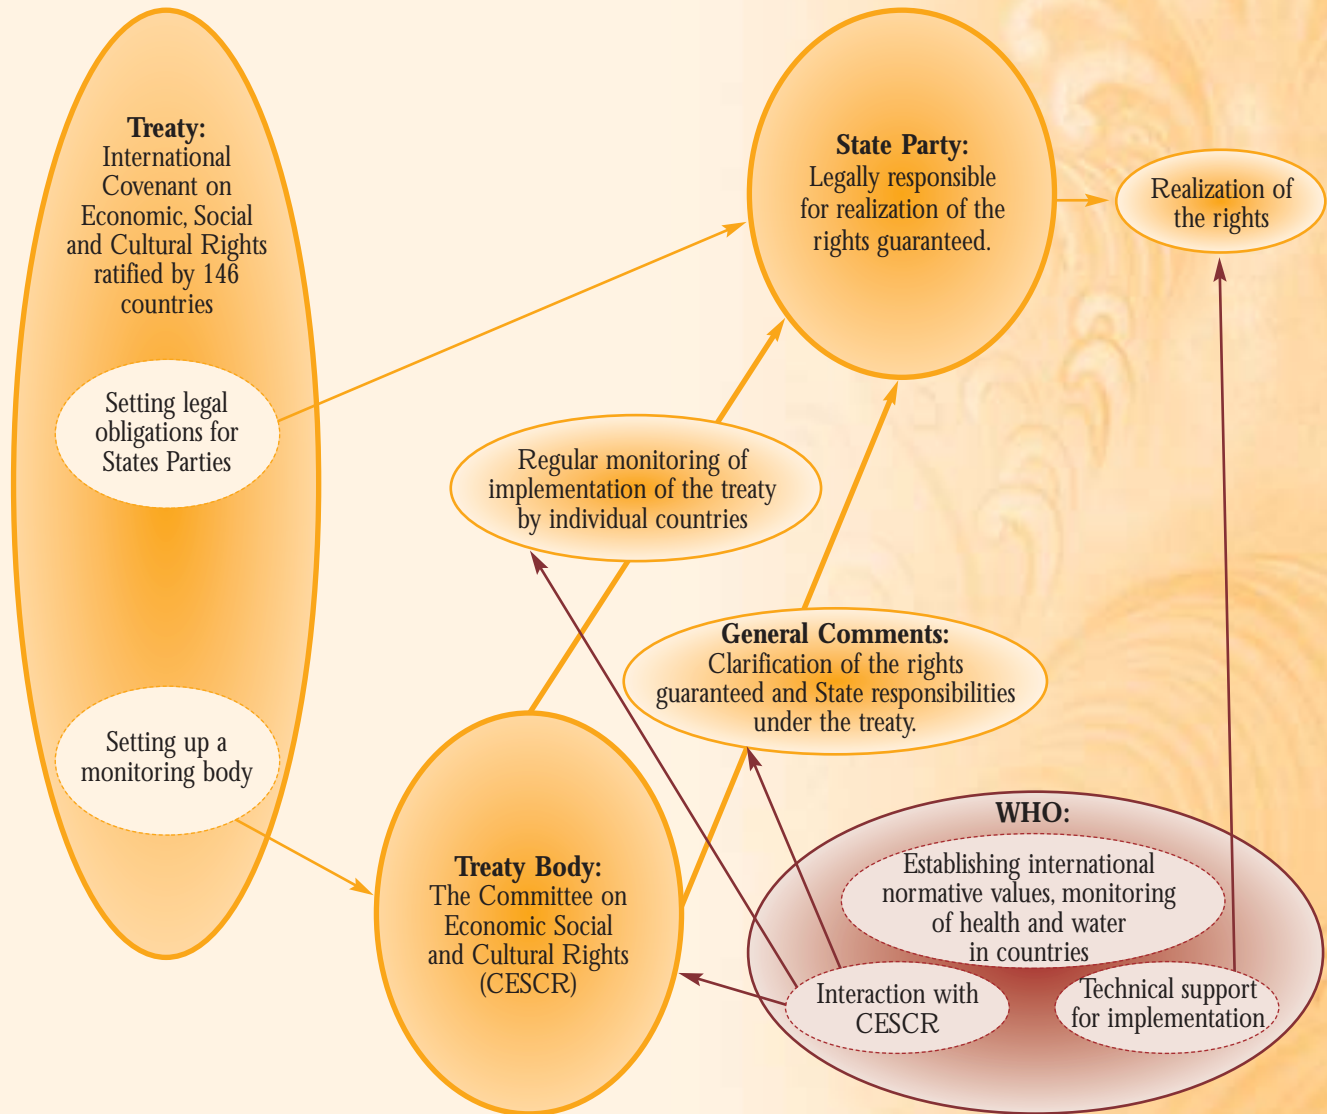 Treaty:
International
Covenant on
Economic, Social
and Cultural Rights
ratified by 146
countries
Setting legal
obligations for
States Parties
Setting up a
monitoring body
State Party:
Legally responsible
for realization of the
rights guaranteed.
Realization of
the rights
Regular monitoring of
implementation of the treaty
by individual countries
General Comments:
Clarification of the rights
guaranteed and State responsibilities
under the treaty.
Treaty Body:
The Committee on
Economic Social
and Cultural Rights
(CESCR)
WHO:
Establishing international
normative values, monitoring
of health and water
in countries
Interaction with
CESCR
Technical support
for implementation